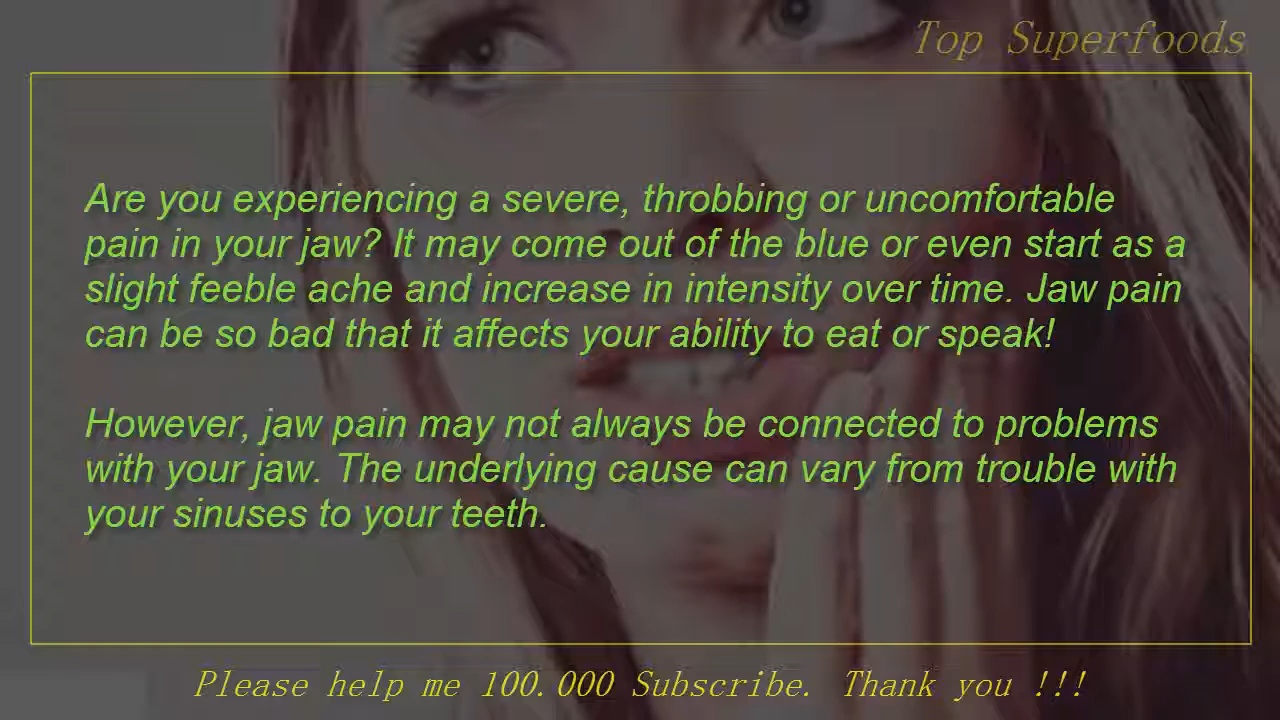 Top Superfoods
Are you experiencing a severe, throbbing or uncomfortable
pain in your jaw? It may come out of the blue or even start as a
slight feeble ache and increase in intensity over time. Jaw pain
can be so bad that it affects your ability to eat or speak!
However, jaw pain may not always be connected to problems
with your jaw. The underlying cause can vary from trouble with
your sinuses to your teeth.
Please help me 100.000 Subscribe. Thank you !!!